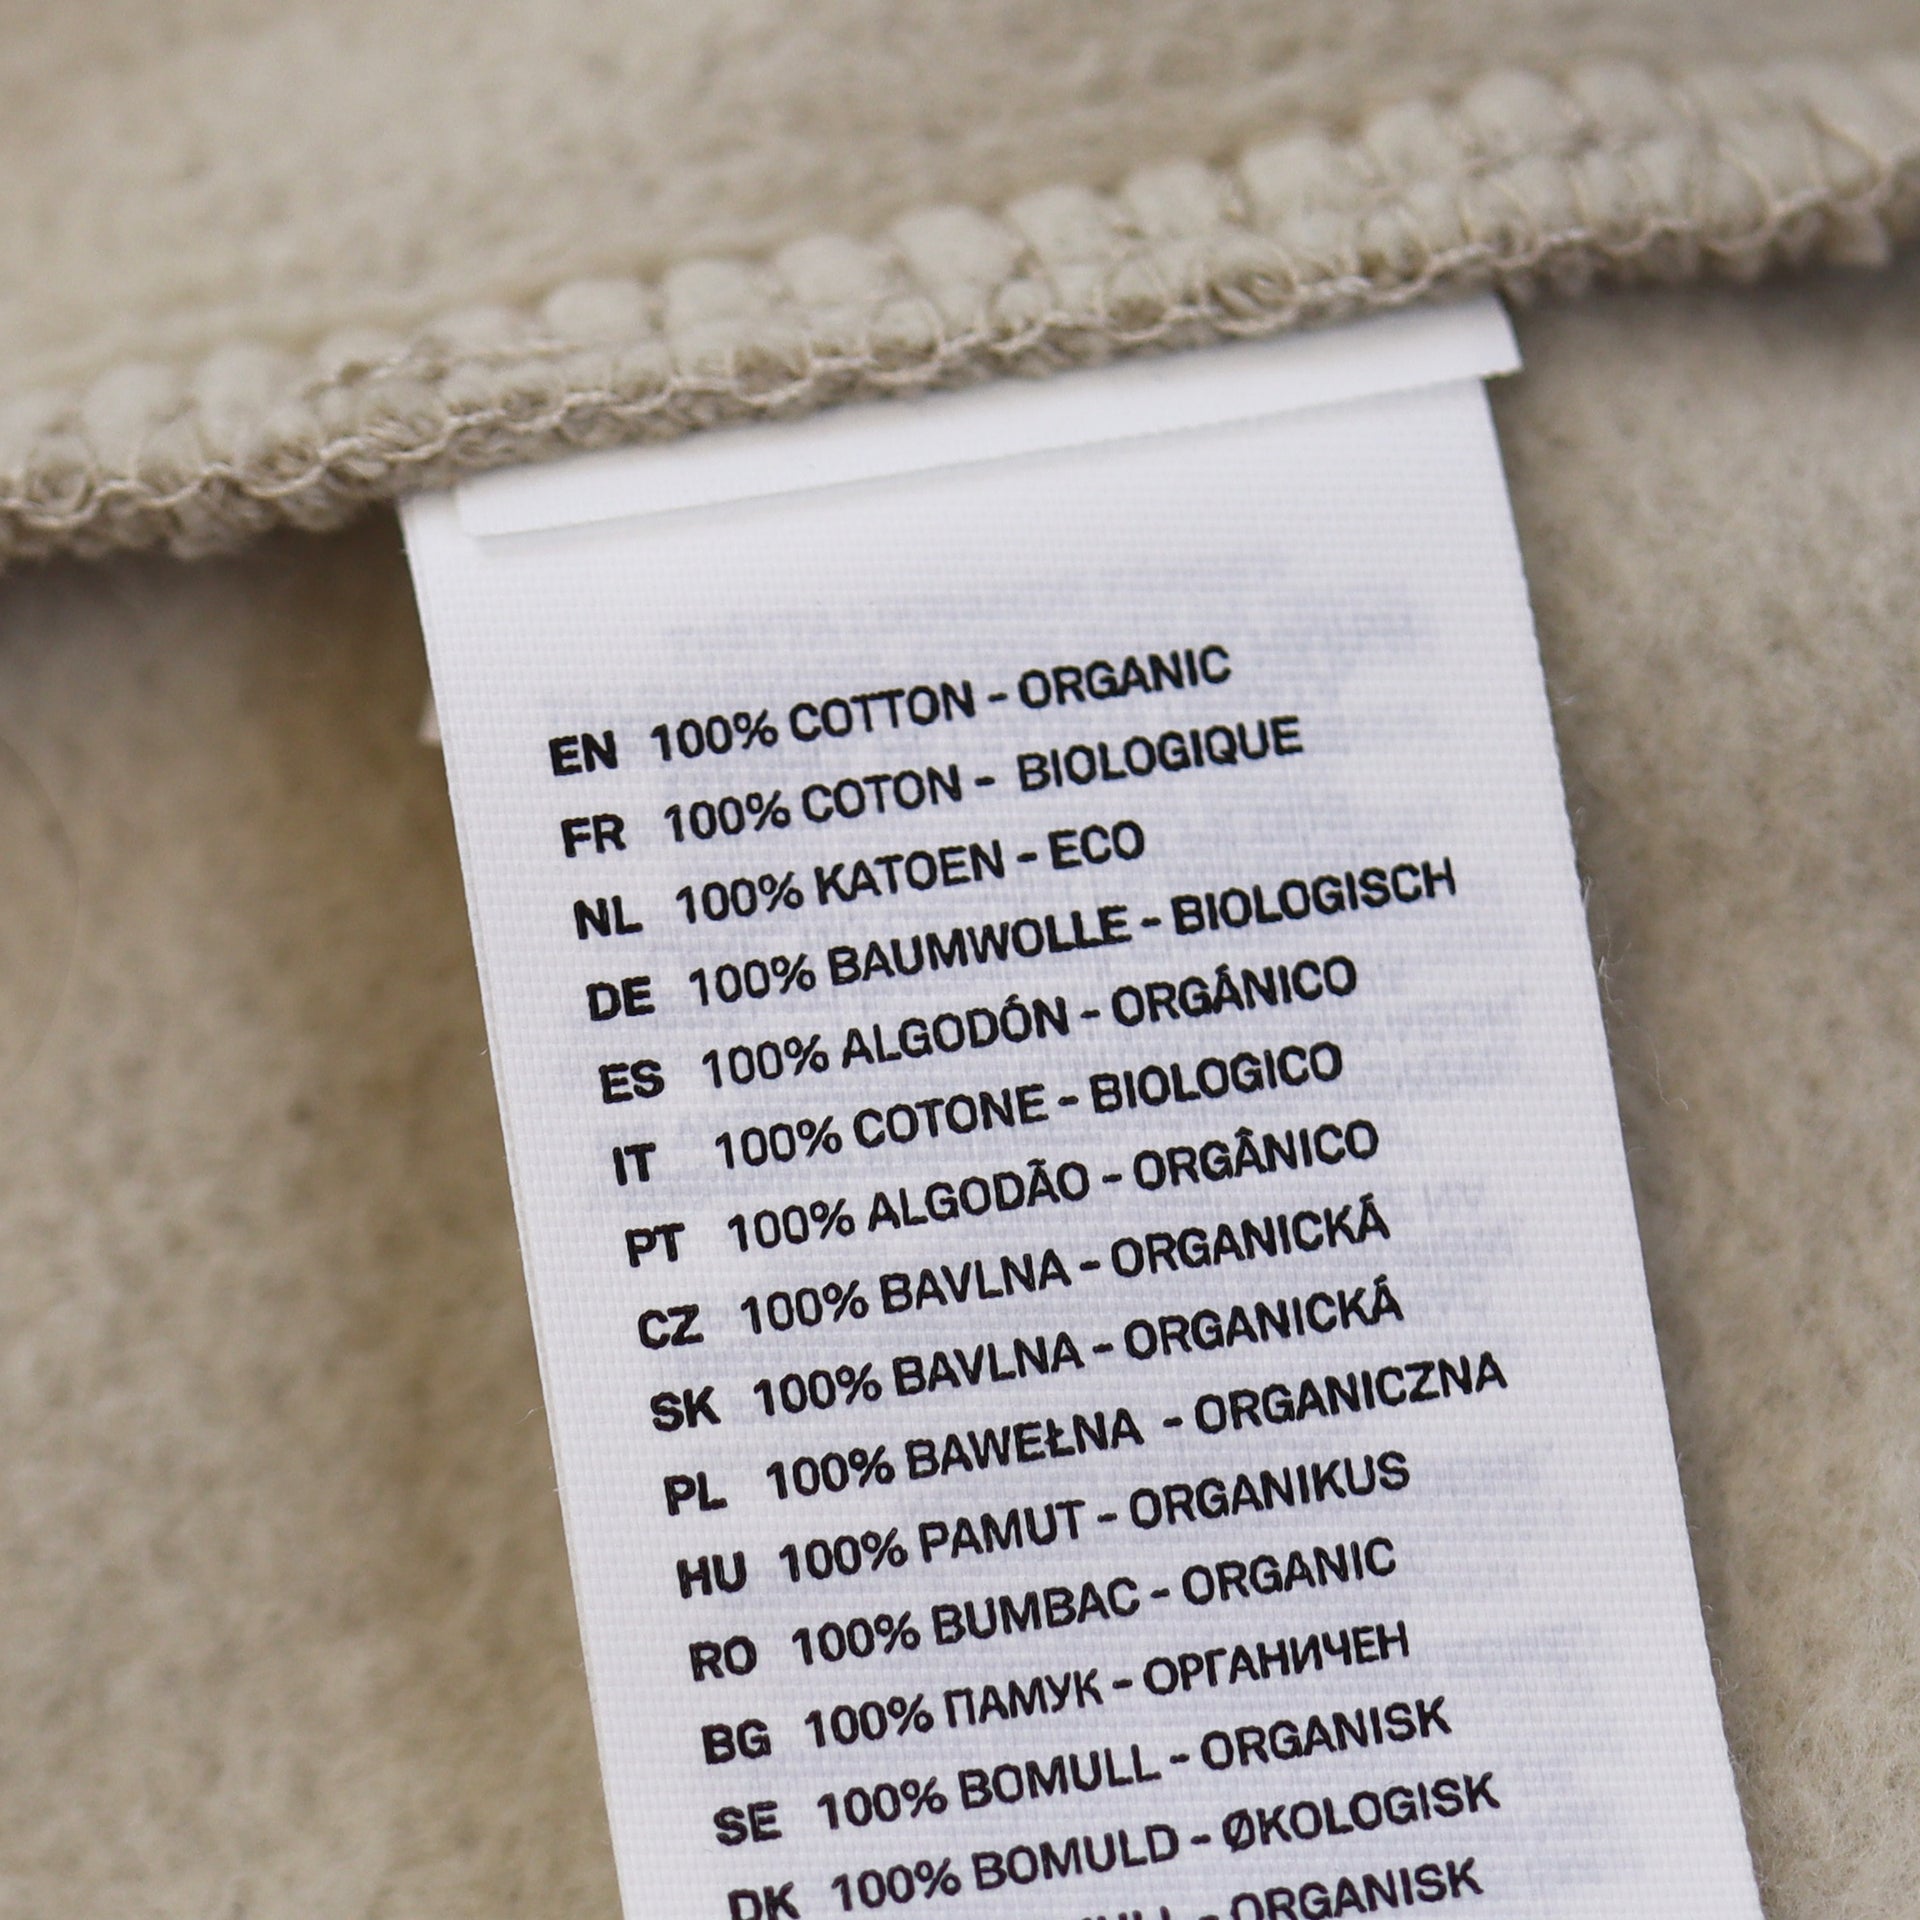 EN 100% COTTON - ORGANIC
FR 100% COTON - BIOLOGIQUE
NL 100% KATOEN - ECO
DE 100% BAUMWOLLE - BIOLOGISCH
ES 100% ALGODÓN - ORGÁNICO
IT 100% COTONE - BIOLOGICO
PT 100% ALGODÃO - ORGÂNICO
CZ 100% BAVLNA - ORGANICKÁ
SK 100% BAVLNA - ORGANICKÁ
PL 100% BAWEŁNA - ORGANICZNA
HU 100% PAMUT - ORGANIKUS
RO 100% BUMBAC - ORGANIC
BG 100% ПАМУК - ОРГАНИЧЕН
SE 100% BOMULL - ORGANISK
DK 100% BOMULD - ØKOLOGISK
- ORGANISK